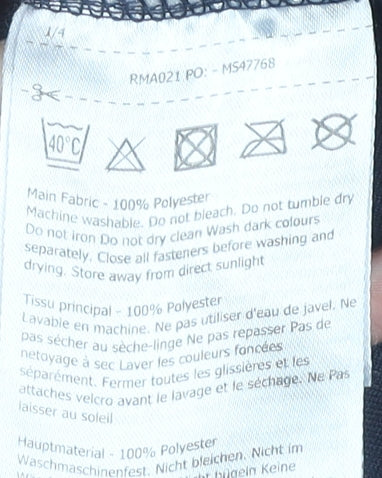 1/4
RMA021 PO: - MS47768
40°C
Main Fabric - 100% Polyester
Machine washable. Do not bleach. Do not tumble dry
Do not iron Do not dry clean Wash dark colours
separately. Close all fasteners before washing and
drying. Store away from direct sunlight
Tissu principal - 100% Polyester
Lavable en machine. Ne pas utiliser d'eau de javel. Ne
pas sécher au sèche-linge Ne pas repasser Pas de
netoyage à sec Laver les couleurs foncées
séparément. Fermer toutes les glissières et les
attaches velcro avant le lavage et le séchage. Ne Pas
laisser au soleil
Hauptmaterial - 100% Polyester
Waschmaschinenfest. Nicht bleichen. Nicht im
bügeln Keine